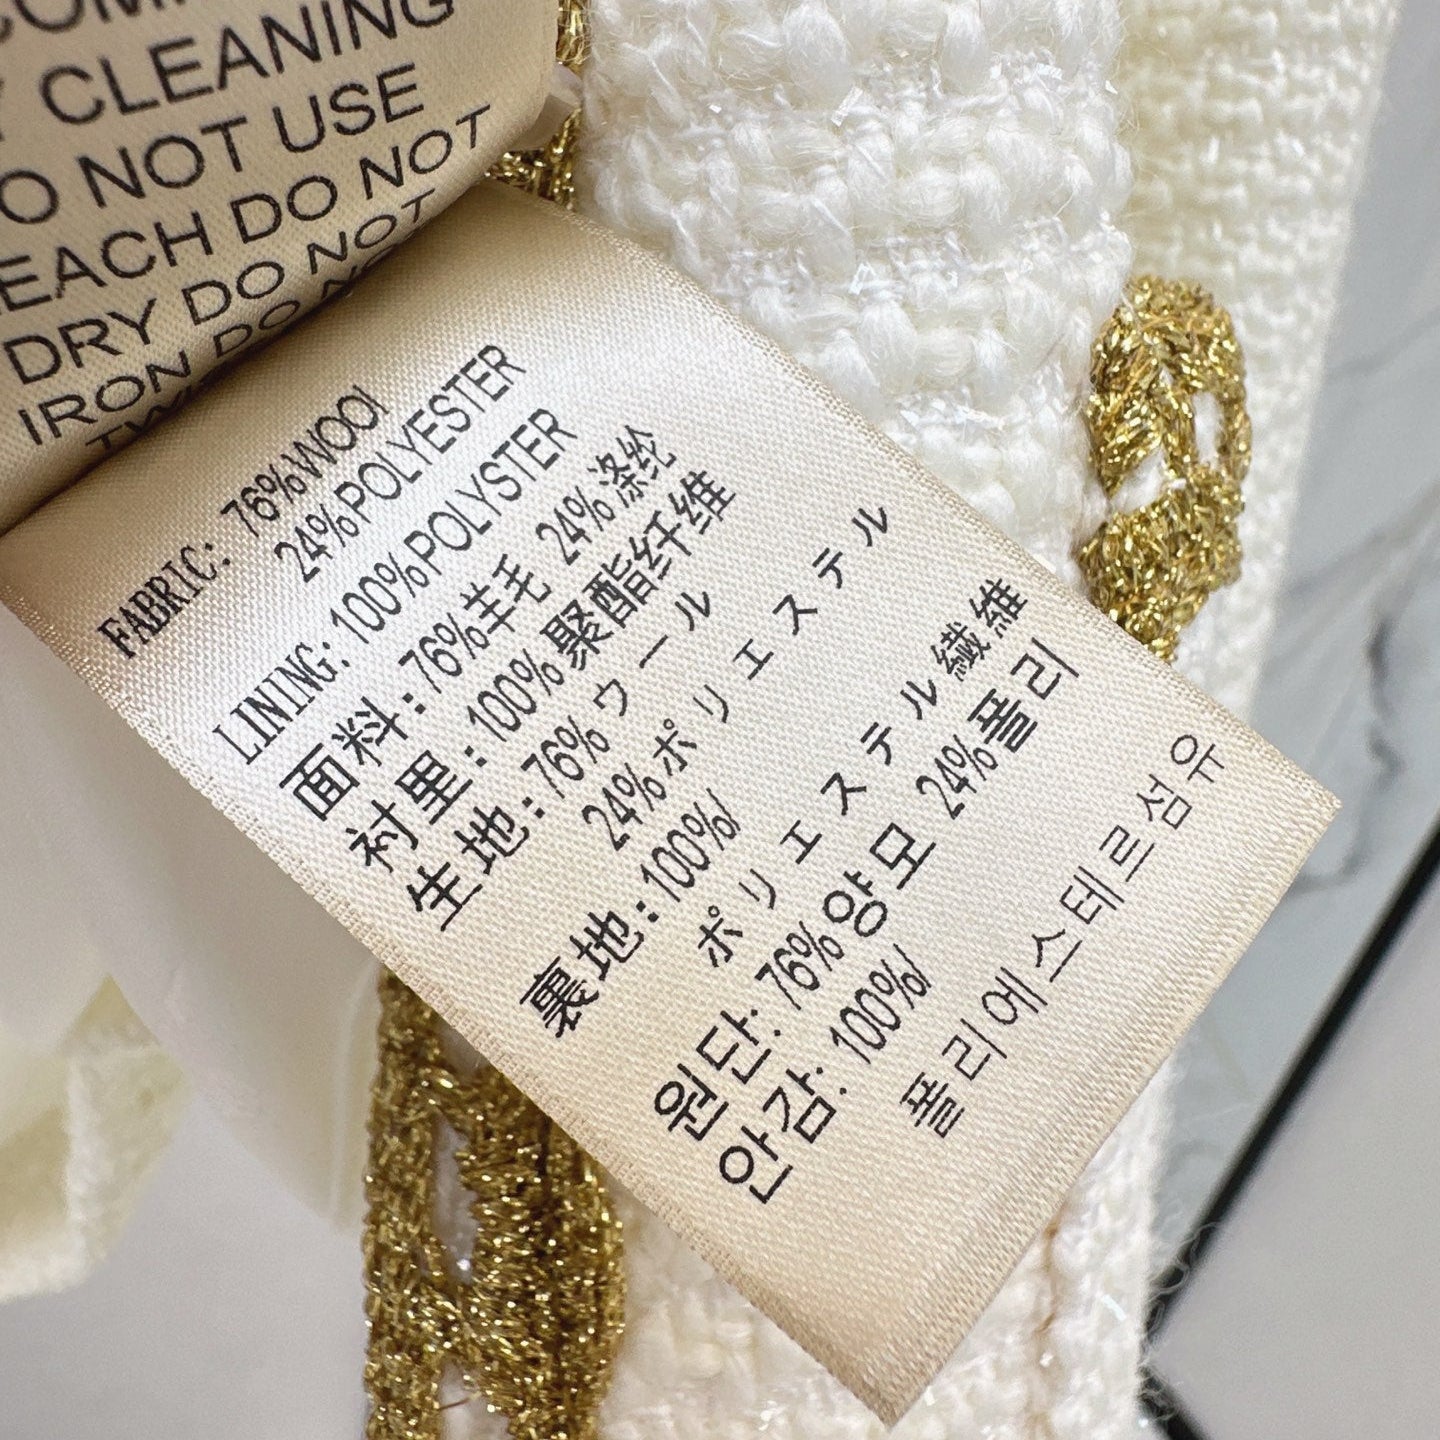 CLEANING
NOT USE
DO NOT
DRY DO NOT
IRON DO
FABRIC: 76%WOOl
24%POLYESTER
LINING: 100%POLYSTER
面料:76%羊毛 24%涤纶
衬里:100%聚酯纤维
生地:76%ウール
24%ポリエステル
裏地:100%/
ポリエステル繊維
원단: 76%양모 24%폴리
안감: 100%/
폴리에스테르섬유